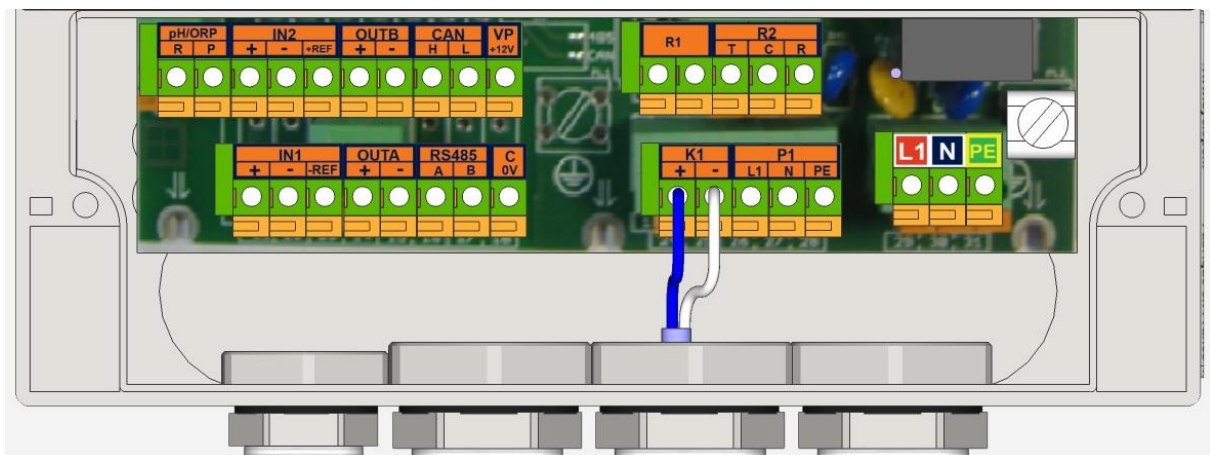 pH/ORP IN2 OUTB CAN VP
R P + - +REF + - H L +12V
R1 R2
T C R
IN1 OUTA RS485 C
+ - -REF + - A B 0V
K1 P1
+ - L1 N PE
L1 N PE